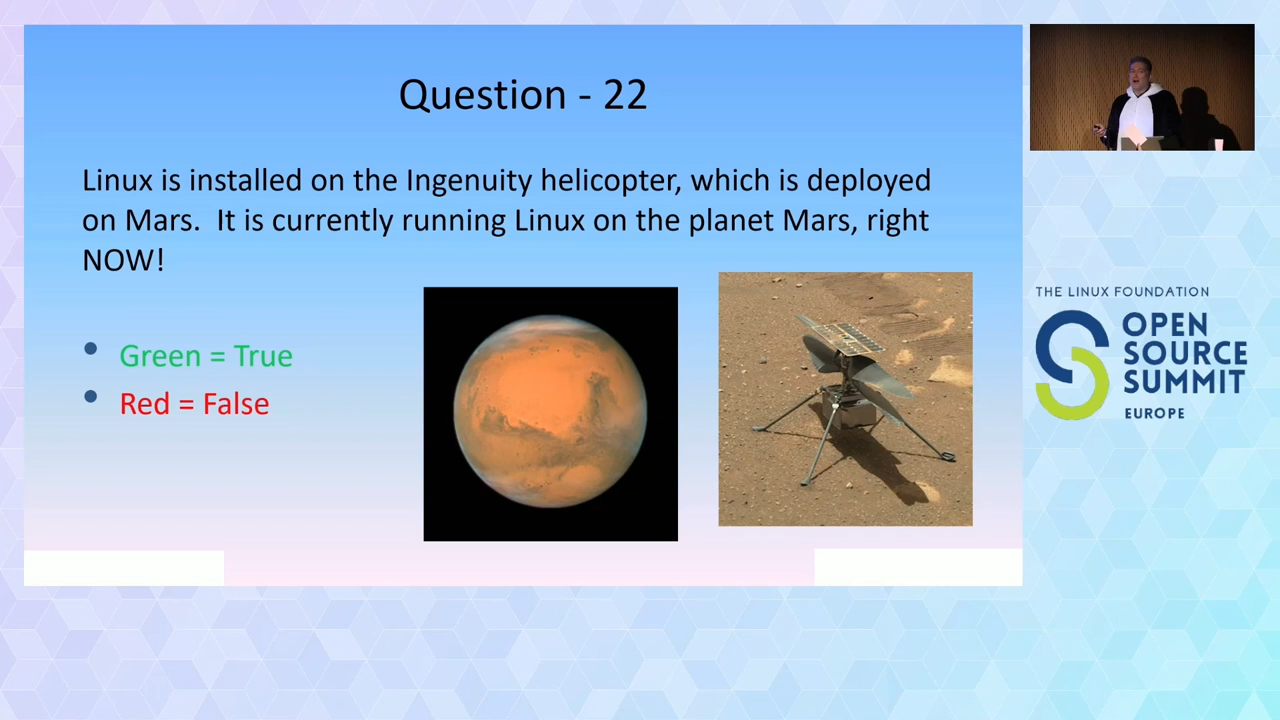 Question - 22
Linux is installed on the Ingenuity helicopter, which is deployed
on Mars.  It is currently running Linux on the planet Mars, right
NOW!
Green = True
Red = False
THE LINUX FOUNDATION
OPEN
SOURCE
SUMMIT
EUROPE